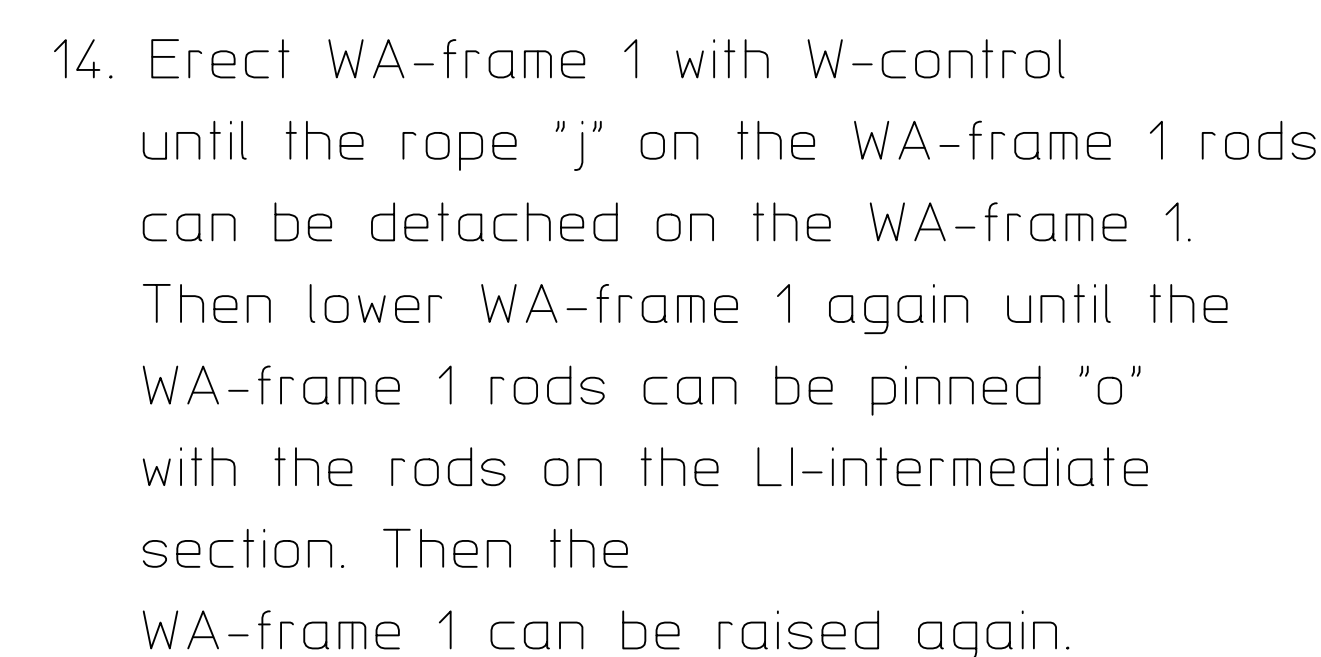 14. Erect WA-frame 1 with W-control
until the rope "j" on the WA-frame 1 rods
can be detached on the WA-frame 1.
Then lower WA-frame 1 again until the
WA-frame 1 rods can be pinned "o"
with the rods on the LI-intermediate
section. Then the
WA-frame 1 can be raised again.